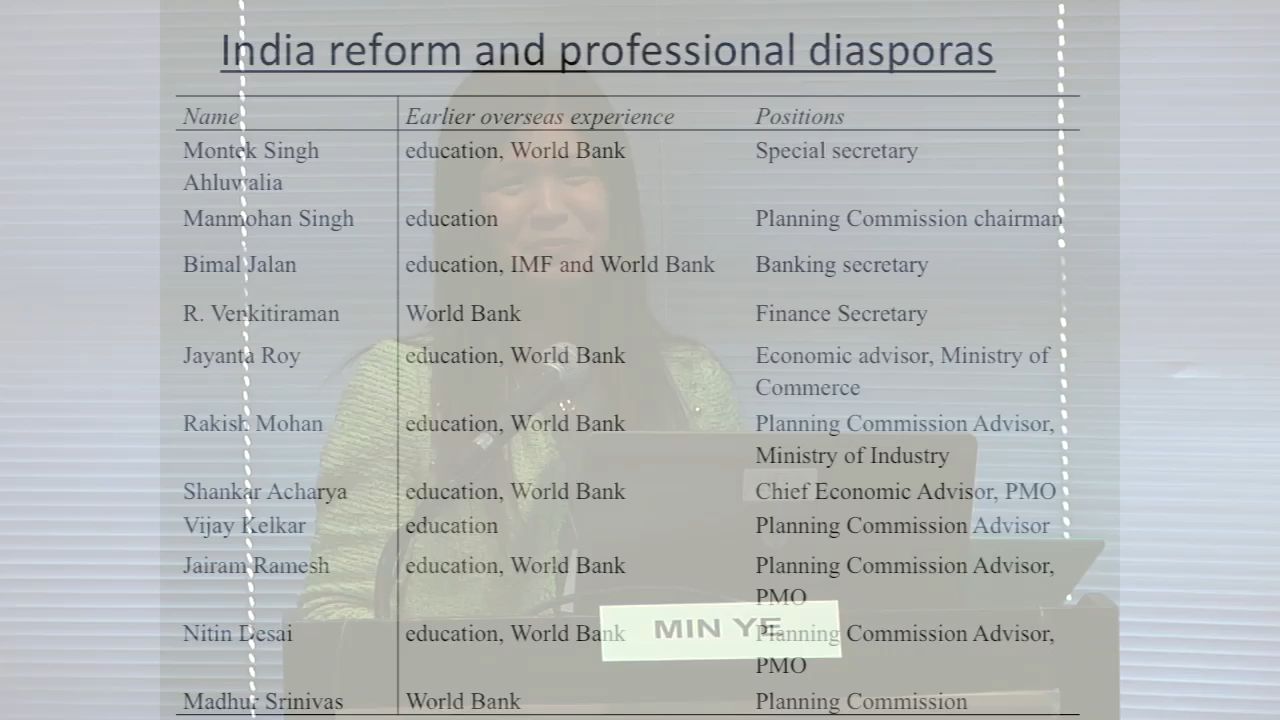 India reform and professional diasporas
Name Earlier overseas experience Positions
Montek Singh education, World Bank Special secretary
Ahluwalia
Manmohan Singh education Planning Commission chairman
Bimal Jalan education, IMF and World Bank Banking secretary
R. Venkitiraman World Bank Finance Secretary
Jayanta Roy education, World Bank Economic advisor, Ministry of
Commerce
Rakish Mohan education, World Bank Planning Commission Advisor,
Ministry of Industry
Shankar Acharya education, World Bank Chief Economic Advisor, PMO
Vijay Kelkar education Planning Commission Advisor
Jairam Ramesh education, World Bank Planning Commission Advisor,
PMO
Nitin Desai education, World Bank Planning Commission Advisor,
PMO
MIN YE
Madhur Srinivas World Bank Planning Commission